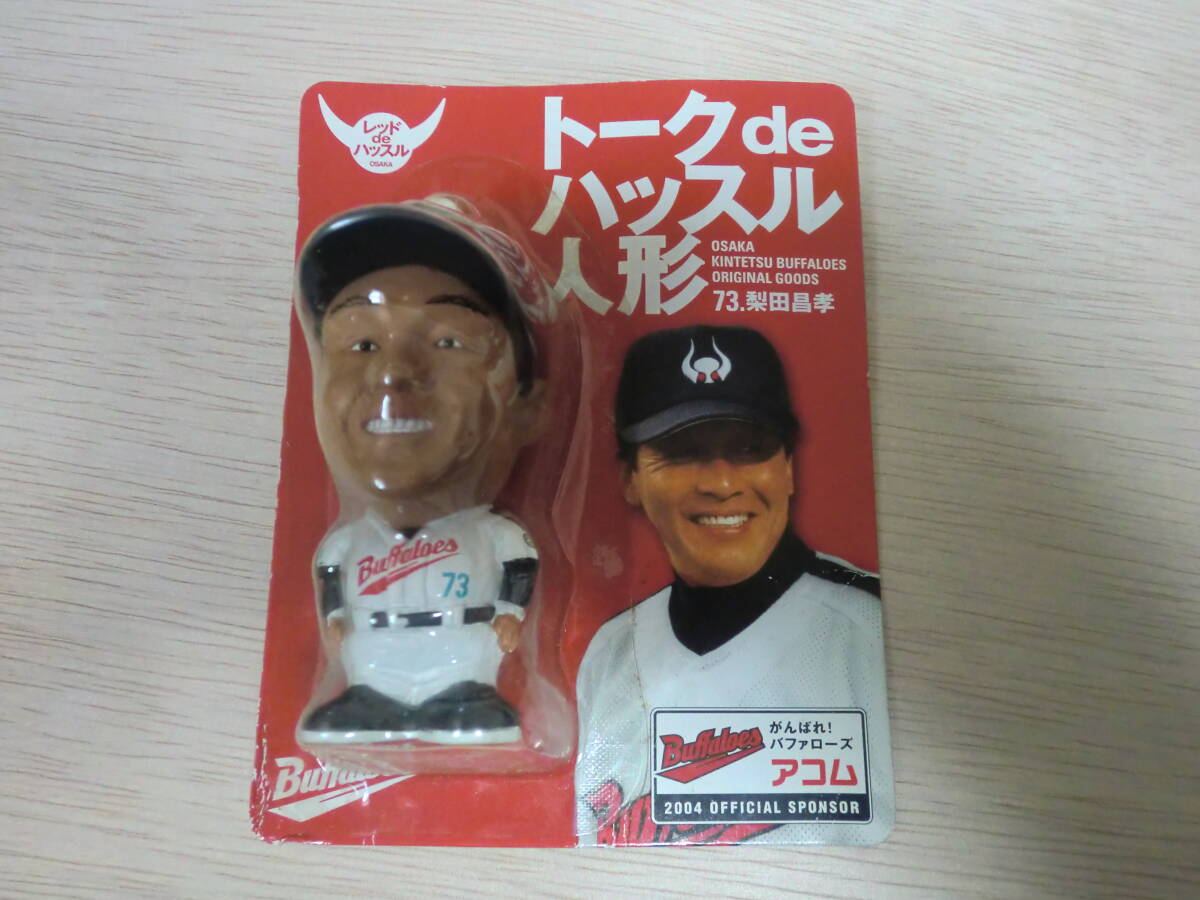 レッド
de
ハッスル
OSAKA
トークde
ハッスル
人形
OSAKA
KINTETSU BUFFALOES
ORIGINAL GOODS
73.梨田昌孝
Buffaloes
73
Buffaloes
がんばれ!
バファローズ
アコム
2004 OFFICIAL SPONSOR